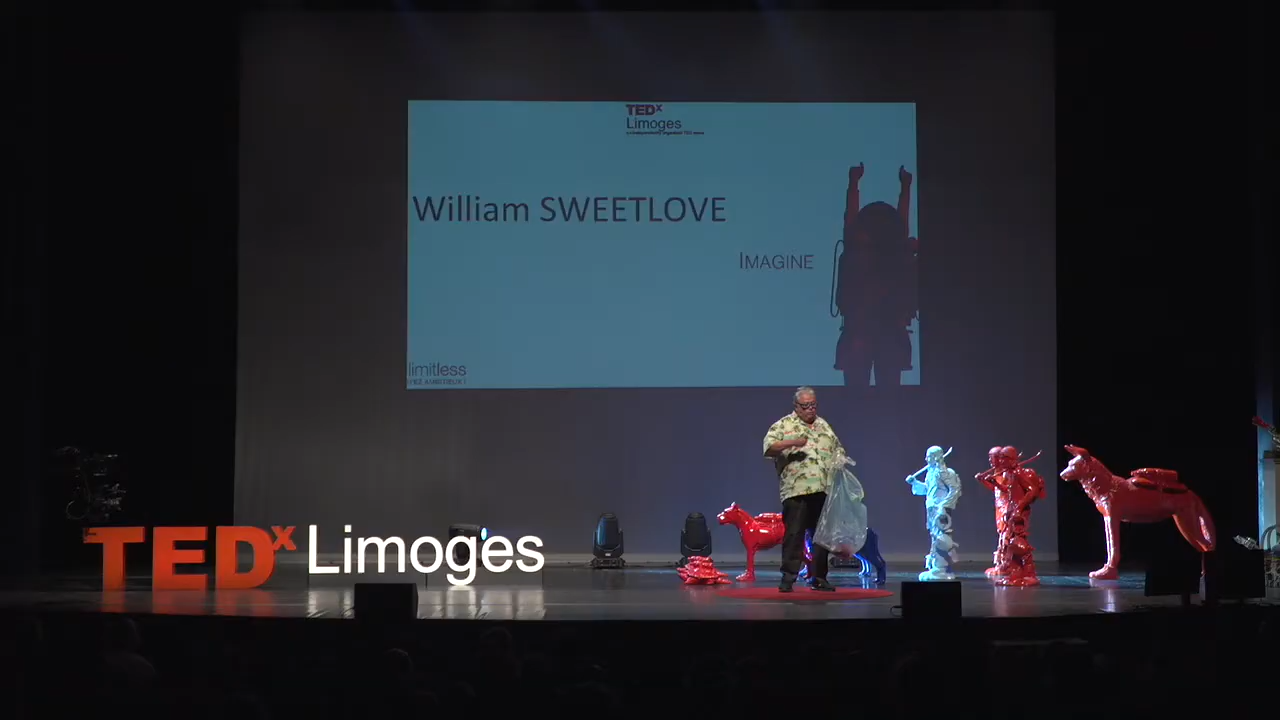 TEDx
Limoges
William SWEETLOVE
IMAGINE
limitless
TEDx Limoges